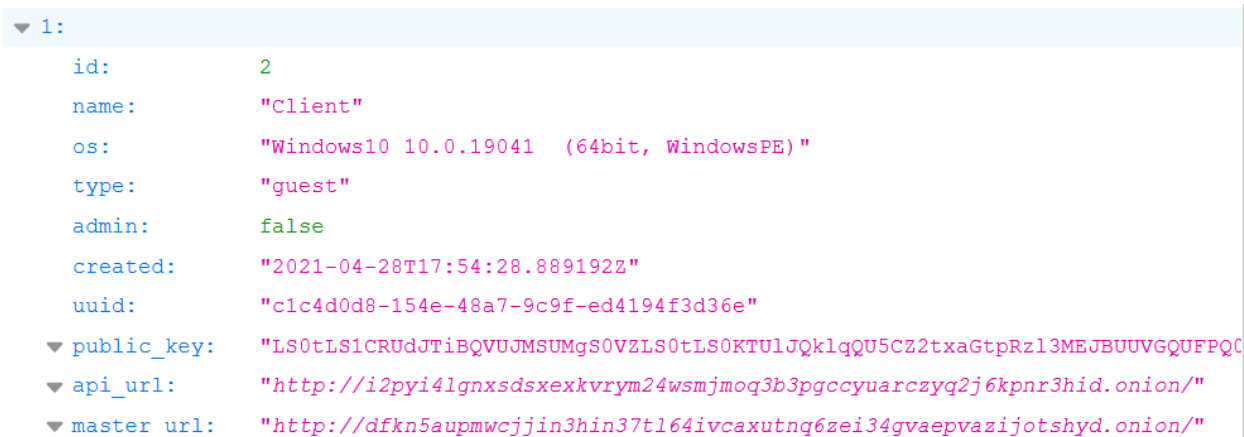 1:
id: 2
name: "Client"
os: "Windows10 10.0.19041 (64bit, WindowsPE)"
type: "guest"
admin: false
created: "2021-04-28T17:54:28.889192Z"
uuid: "c1c4d0d8-154e-48a7-9c9f-ed4194f3d36e"
public_key: "LS0tLS1CRUdJTiBQVUJMSUMgS0VZLS0tLS0KTUlJQklqQU5CZ2txaGtpRzl3MEJBUUVGQUFPQ0
api_url: "http://i2pyi4lgnxsdsxexkvrym24wsmjmoq3b3pgccyuarczyq2j6kpnr3hid.onion/"
master_url: "http://dfkn5aupmwcjjin3hin37tl64ivcaxutnq6zei34gvaepvazijotshyd.onion/"